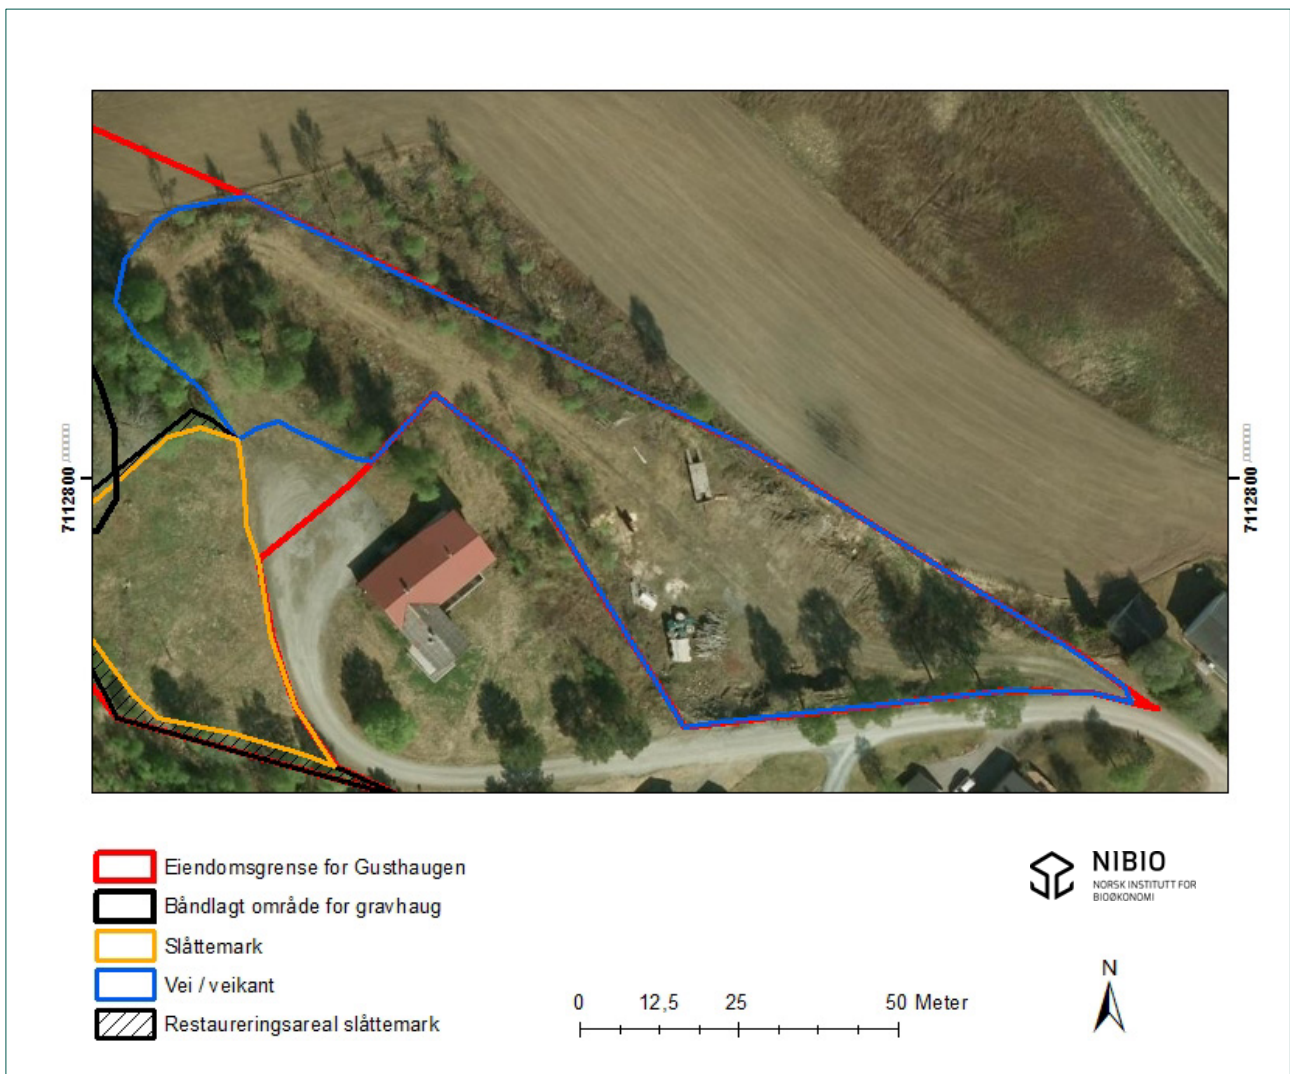 7112800
7112800
Eiendomsgrense for Gusthaugen
Båndlagt område for gravhaug
Slåttemark
Vei / veikant
Restaureringsareal slåttemark
NIBIO
NORSK INSTITUTT FOR
BIOØKONOMI
N
0 12,5 25 50 Meter